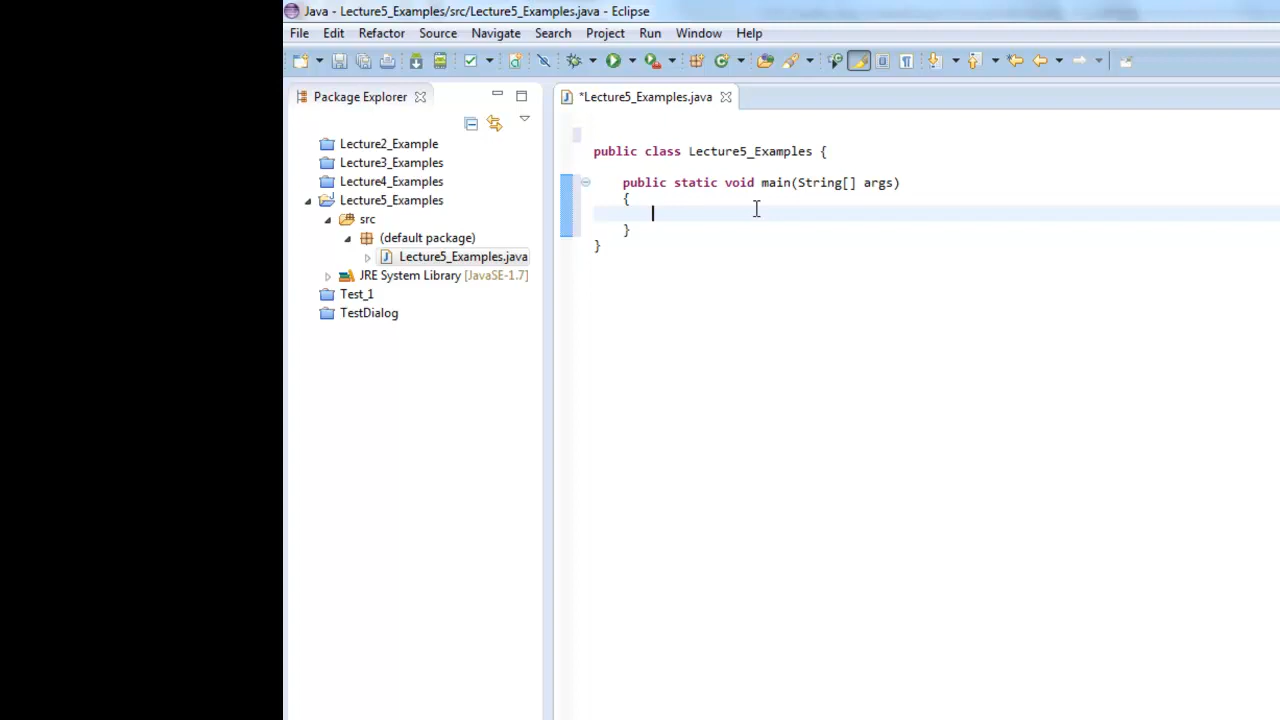 Java - Lecture5_Examples/src/Lecture5_Examples.java - Eclipse
File Edit Refactor Source Navigate Search Project Run Window Help
Package Explorer
*Lecture5_Examples.java
Lecture2_Example
Lecture3_Examples
Lecture4_Examples
Lecture5_Examples
src
(default package)
Lecture5_Examples.java
JRE System Library [JavaSE-1.7]
Test_1
TestDialog
public class Lecture5_Examples {
public static void main(String[] args)
{
}
}